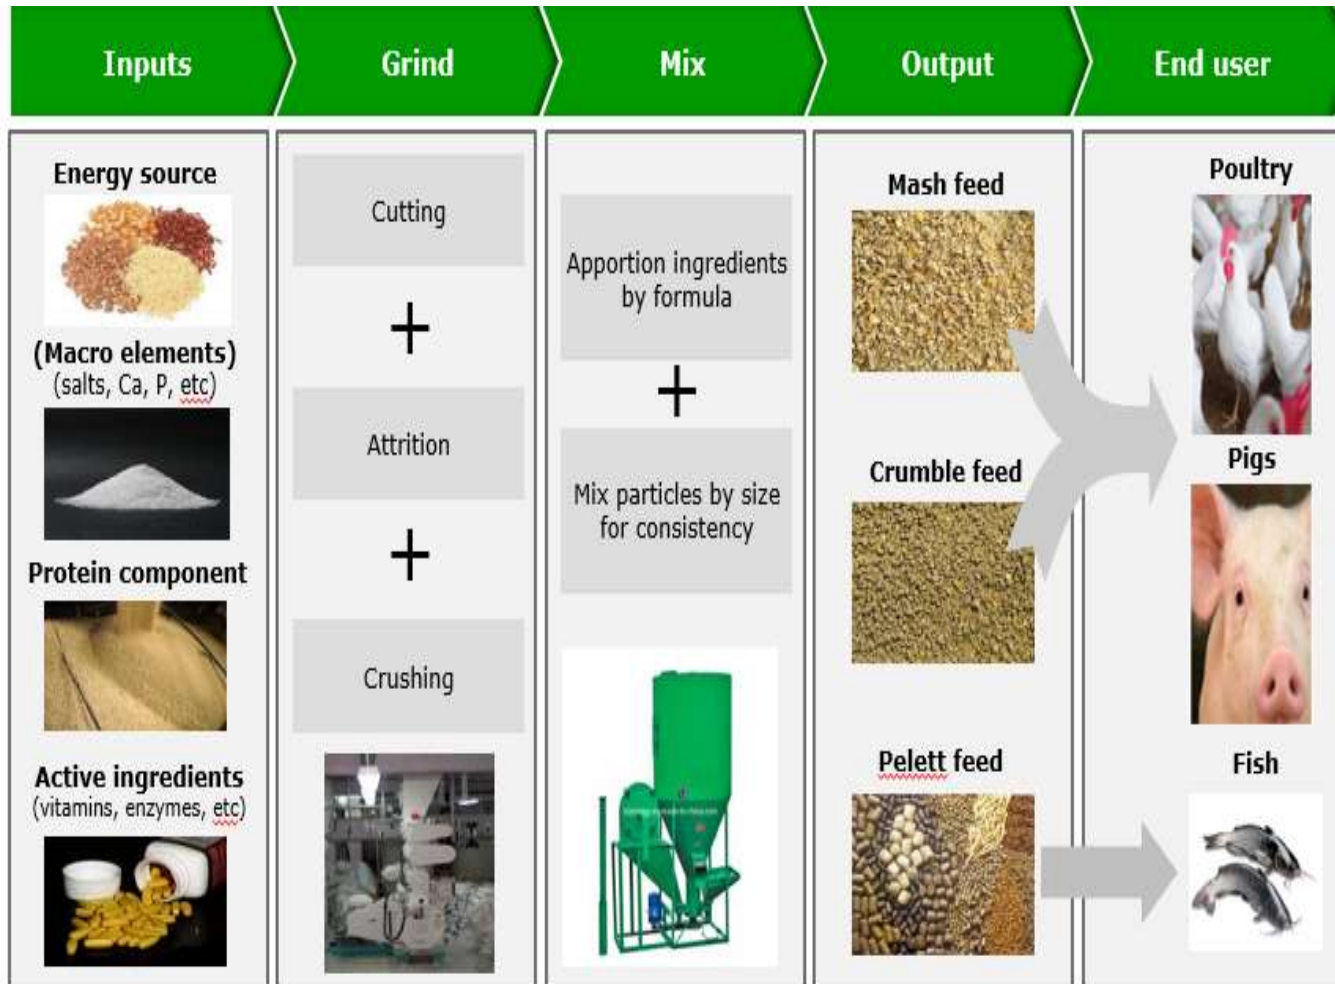 Inputs
Grind
Mix
Output
End user
Energy source
(Macro elements)
(salts, Ca, P, etc)
Protein component
Active ingredients
(vitamins, enzymes, etc)
Cutting
+
Attrition
+
Crushing
Apportion ingredients
by formula
+
Mix particles by size
for consistency
Mash feed
Crumble feed
Pelett feed
Poultry
Pigs
Fish